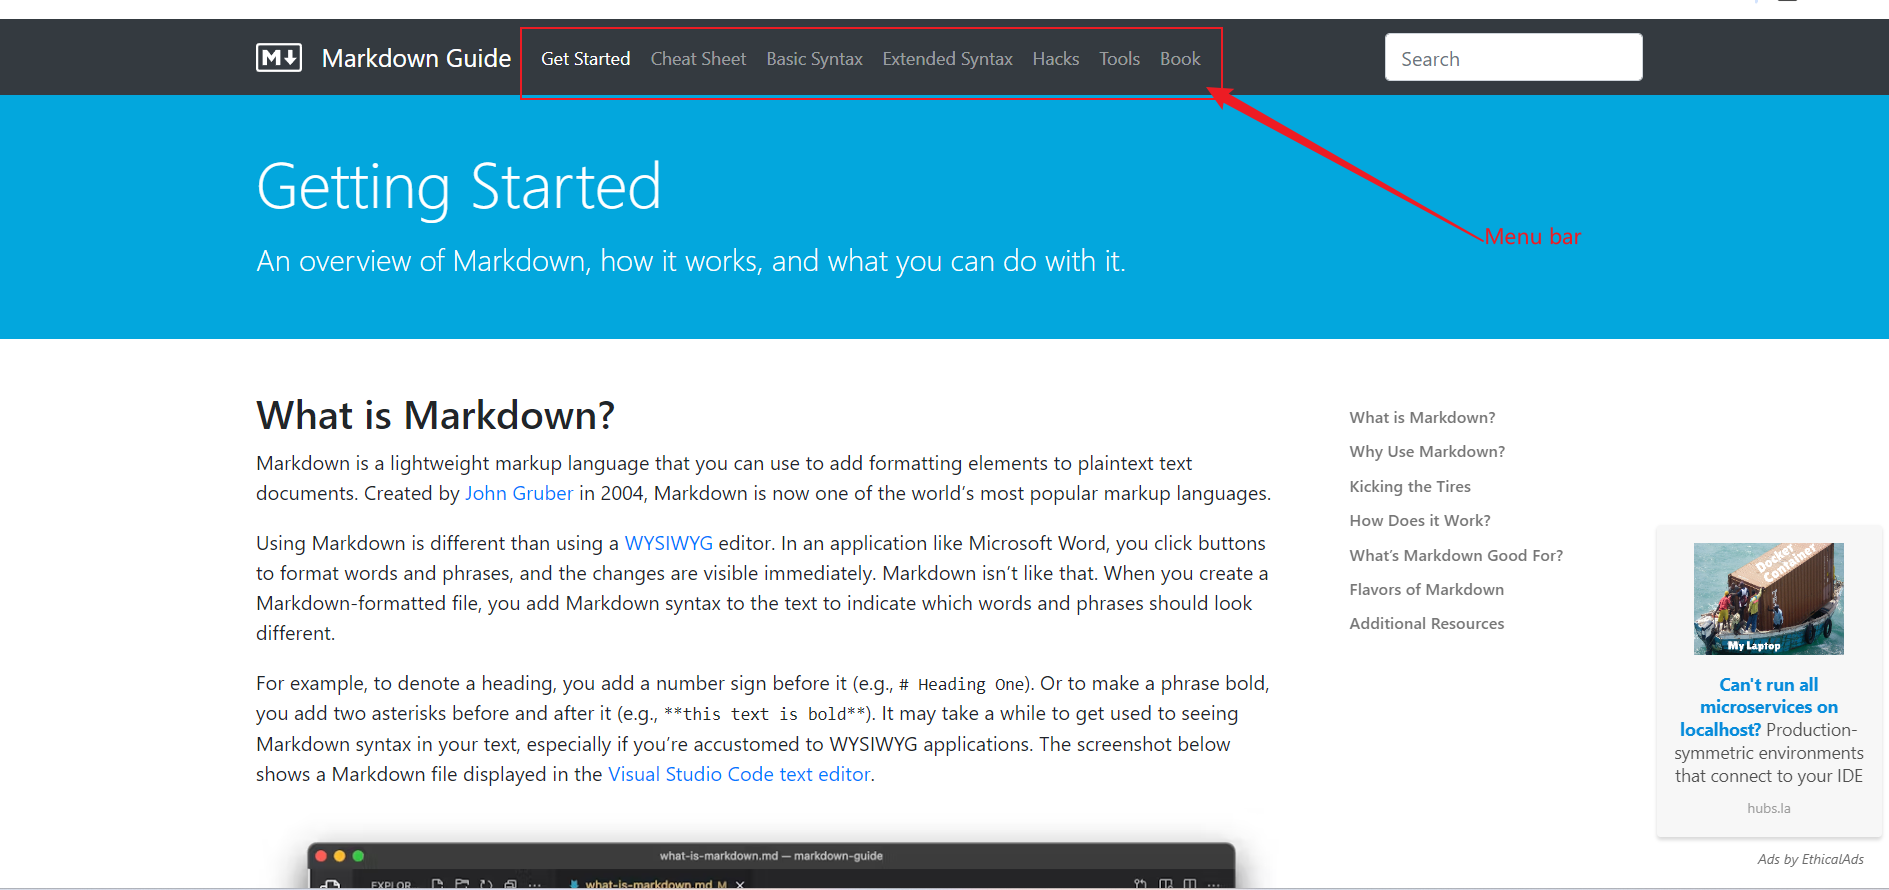 M↓ Markdown Guide Get Started Cheat Sheet Basic Syntax Extended Syntax Hacks Tools Book Search
Menu bar
Getting Started
An overview of Markdown, how it works, and what you can do with it.
What is Markdown?
Markdown is a lightweight markup language that you can use to add formatting elements to plaintext text
documents. Created by John Gruber in 2004, Markdown is now one of the world’s most popular markup languages.
Using Markdown is different than using a WYSIWYG editor. In an application like Microsoft Word, you click buttons
to format words and phrases, and the changes are visible immediately. Markdown isn’t like that. When you create a
Markdown-formatted file, you add Markdown syntax to the text to indicate which words and phrases should look
different.
For example, to denote a heading, you add a number sign before it (e.g., # Heading One). Or to make a phrase bold,
you add two asterisks before and after it (e.g., **this text is bold**). It may take a while to get used to seeing
Markdown syntax in your text, especially if you’re accustomed to WYSIWYG applications. The screenshot below
shows a Markdown file displayed in the Visual Studio Code text editor.
what-is-markdown.md — markdown-guide
EXPLOR... what-is-markdown.md M
What is Markdown?
Why Use Markdown?
Kicking the Tires
How Does it Work?
What’s Markdown Good For?
Flavors of Markdown
Additional Resources
Docker
Container
My Laptop
Can't run all
microservices on
localhost? Production-
symmetric environments
that connect to your IDE
hubs.la
Ads by EthicalAds